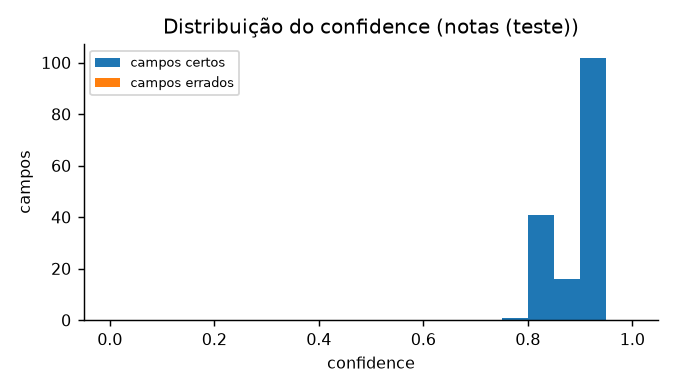 Distribuição do confidence (notas (teste))
campos certos
campos errados
campos
100
80
60
40
20
0
0.0 0.2 0.4 0.6 0.8 1.0
confidence